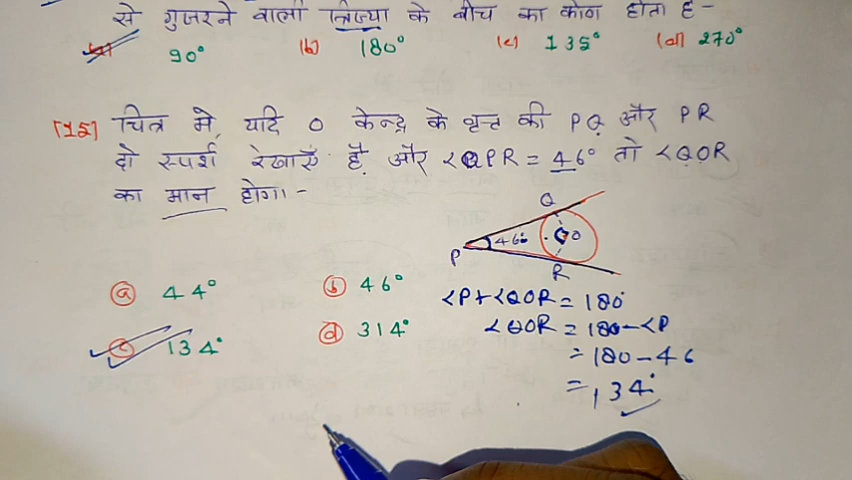 से गुजरने वाली त्रिज्या के बीच का कोण होता है -
(a) 90° (b) 180° (c) 135° (d) 270°
[15] चित्र मे, यदि O केन्द्र के वृत्त की PQ और PR
दो स्पर्श रेखाएँ है और <QPR = 46° तो <QOR
का मान होगा -
Q
P 46° O
R
(a) 44° (b) 46°
(c) 134° (d) 314°
<P + <QOR = 180°
<QOR = 180 - <P
= 180 - 46
= 134°